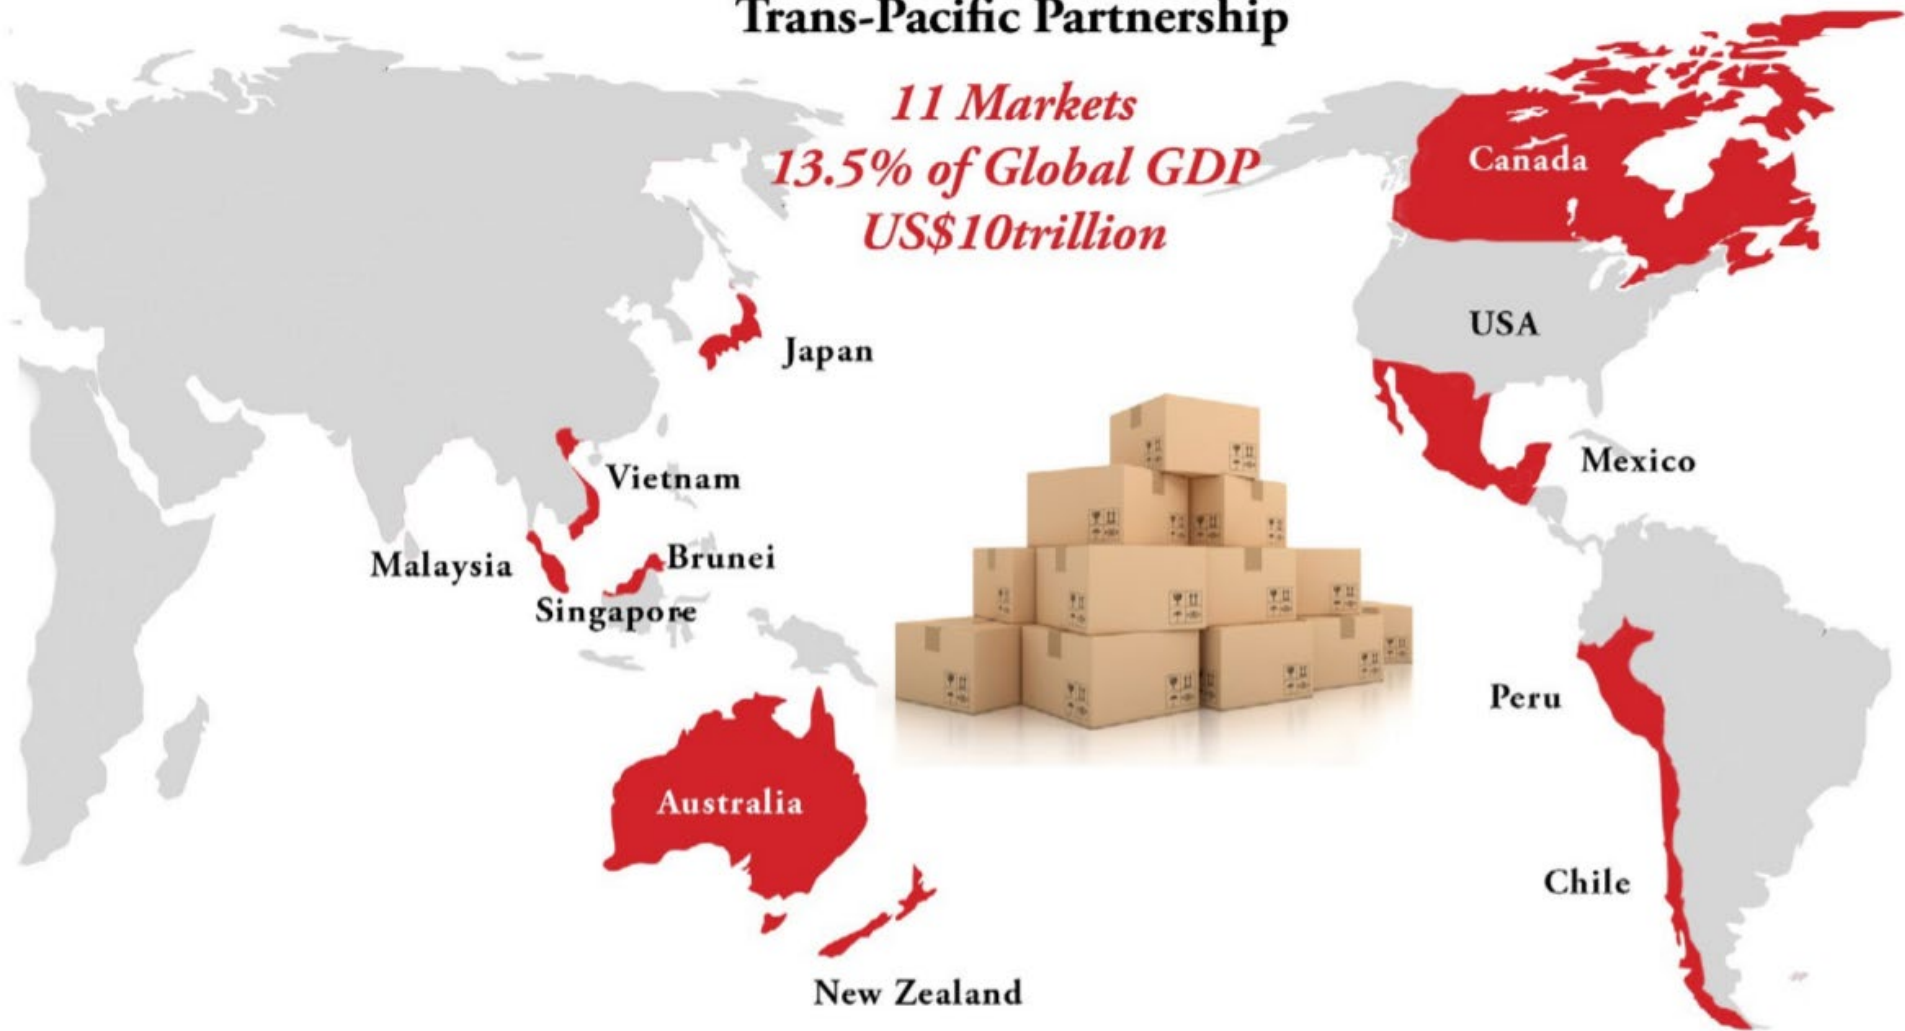 Trans-Pacific Partnership
11 Markets
13.5% of Global GDP
US$10trillion
Canada
USA
Japan
Mexico
Vietnam
Brunei
Malaysia
Singapore
Peru
Australia
Chile
New Zealand